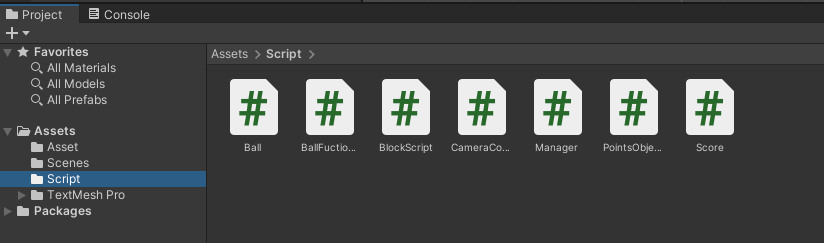 Project
Console
+
Favorites
All Materials
All Models
All Prefabs
Assets
Asset
Scenes
Script
TextMesh Pro
Packages
Assets > Script >
# # # # # # #
Ball BallFuctio... BlockScript CameraCo... Manager PointsObje... Score